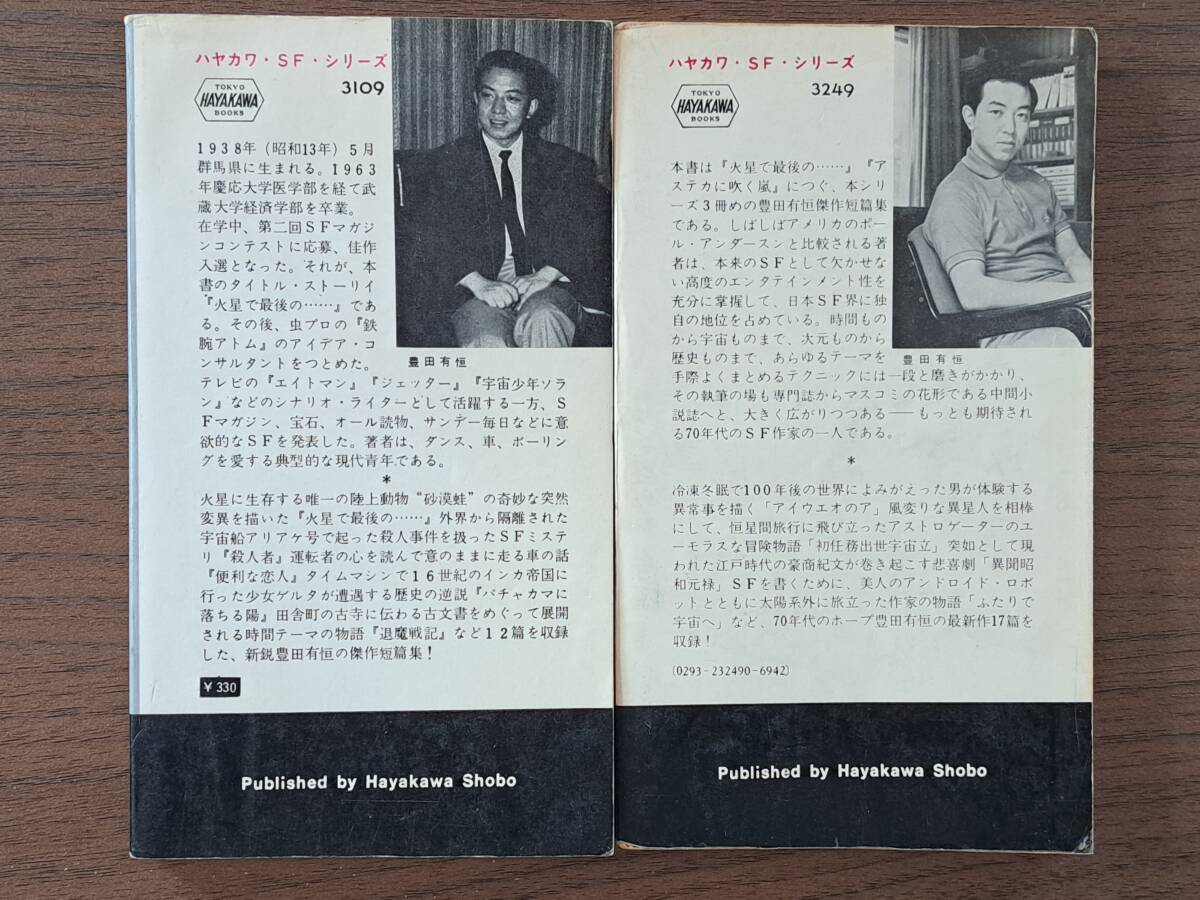 ハヤカワ・SF・シリーズ
3109
TOKYO
HAYAKAWA
BOOKS
1938年（昭和13年）5月
群馬県に生まれる。1963
年慶応大学医学部を経て武
蔵大学経済学部を卒業。
在学中、第二回SFマガジ
ンコンテストに応募、佳作
入選となった。それが、本
書のタイトル・ストーリイ
『火星で最後の……』であ
る。その後、虫プロの『鉄
腕アトム』のアイデア・コ
ンサルタントをつとめた。
豊田有恒
テレビの『エイトマン』『ジェッター』『宇宙少年ソラ
ン』などのシナリオ・ライターとして活躍する一方、S
Fマガジン、宝石、オール読物、サンデー毎日などに意
欲的なSFを発表した。著者は、ダンス、車、ボーリン
グを愛する典型的な現代青年である。
*
火星に生存する唯一の陸上動物“砂漠蛙”の奇妙な突然
変異を描いた『火星で最後の……』外界から隔離された
宇宙船アリアケ号で起った殺人事件を扱ったSFミステ
リ『殺人者』運転者の心を読んで意のままに走る車の話
『便利な恋人』タイムマシンで16世紀のインカ帝国に
行った少女ゲルタが遭遇する歴史の逆説『パチャカマに
落ちる陽』田舎町の古寺に伝わる古文書をめぐって展開
される時間テーマの物語『退魔戦記』など12篇を収録
した、新鋭豊田有恒の傑作短篇集！
¥330
Published by Hayakawa Shobo
ハヤカワ・SF・シリーズ
3249
TOKYO
HAYAKAWA
BOOKS
本書は『火星で最後の……』『ア
ステカに吹く嵐』につぐ、本シリ
ーズ3冊めの豊田有恒傑作短篇集
である。しばしばアメリカのポー
ル・アンダースンと比較される著
者は、本来のSFとして欠かせな
い高度のエンタテインメント性を
充分に掌握して、日本SF界に独
自の地位を占めている。時間もの
から宇宙ものまで、次元ものから
歴史ものまで、あらゆるテーマを
豊田有恒
手際よくまとめるテクニックには一段と磨きがかかり、
その執筆の場も専門誌からマスコミの花形である中間小
説誌へと、大きく広がりつつある――もっとも期待され
る70年代のSF作家の一人である。
*
冷凍冬眠で100年後の世界によみがえった男が体験する
異常事を描く「アイウエオのア」風変りな異星人を相棒
にして、恒星間旅行に飛び立ったアストロゲーターのユ
ーモラスな冒険物語「初任務出世宇宙立」突如として現
われた江戸時代の豪商紀文が巻き起こす悲喜劇「異聞昭
和元禄」SFを書くために、美人のアンドロイド・ロボ
ットとともに太陽系外に旅立った作家の物語「ふたりで
宇宙へ」など、70年代のホープ豊田有恒の最新作17篇を
収録！
〔0293-232490-6942〕
Published by Hayakawa Shobo